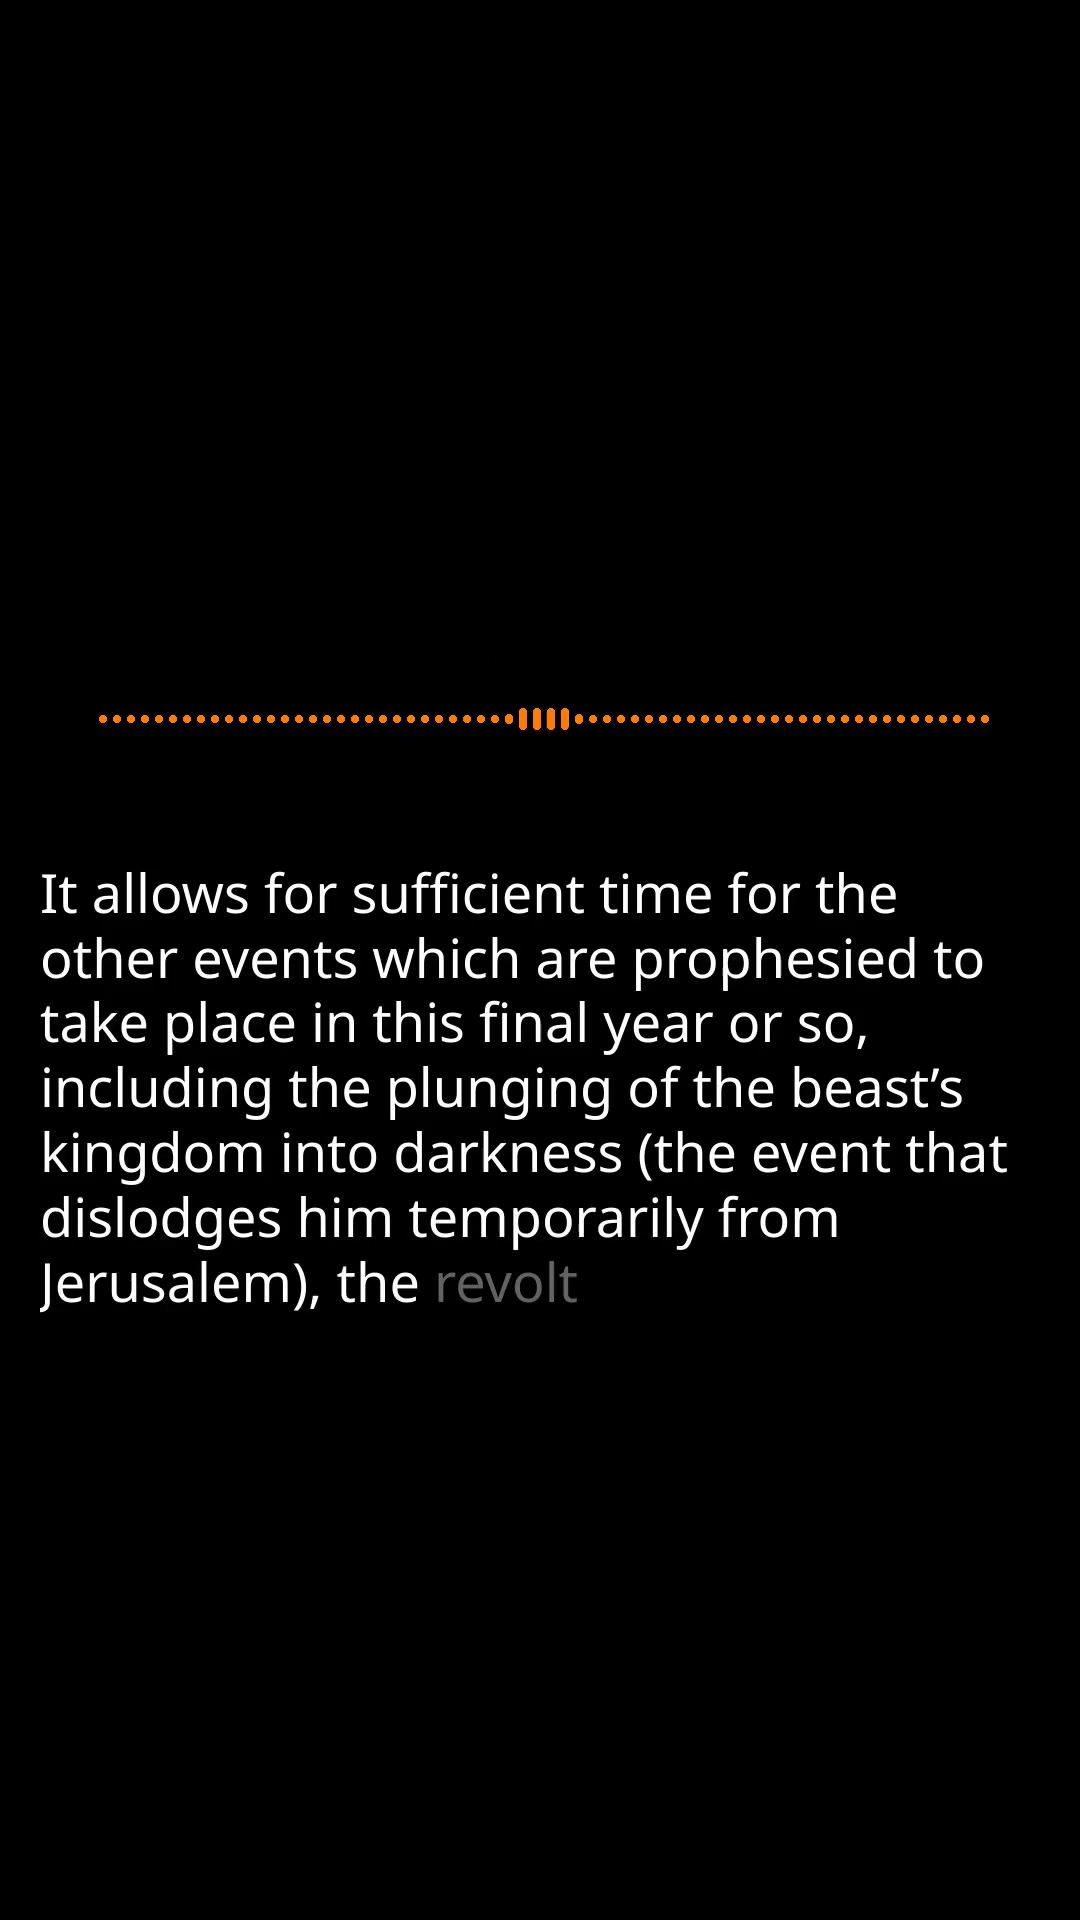 It allows for sufficient time for the
other events which are prophesied to
take place in this final year or so,
including the plunging of the beast’s
kingdom into darkness (the event that
dislodges him temporarily from
Jerusalem), the revolt